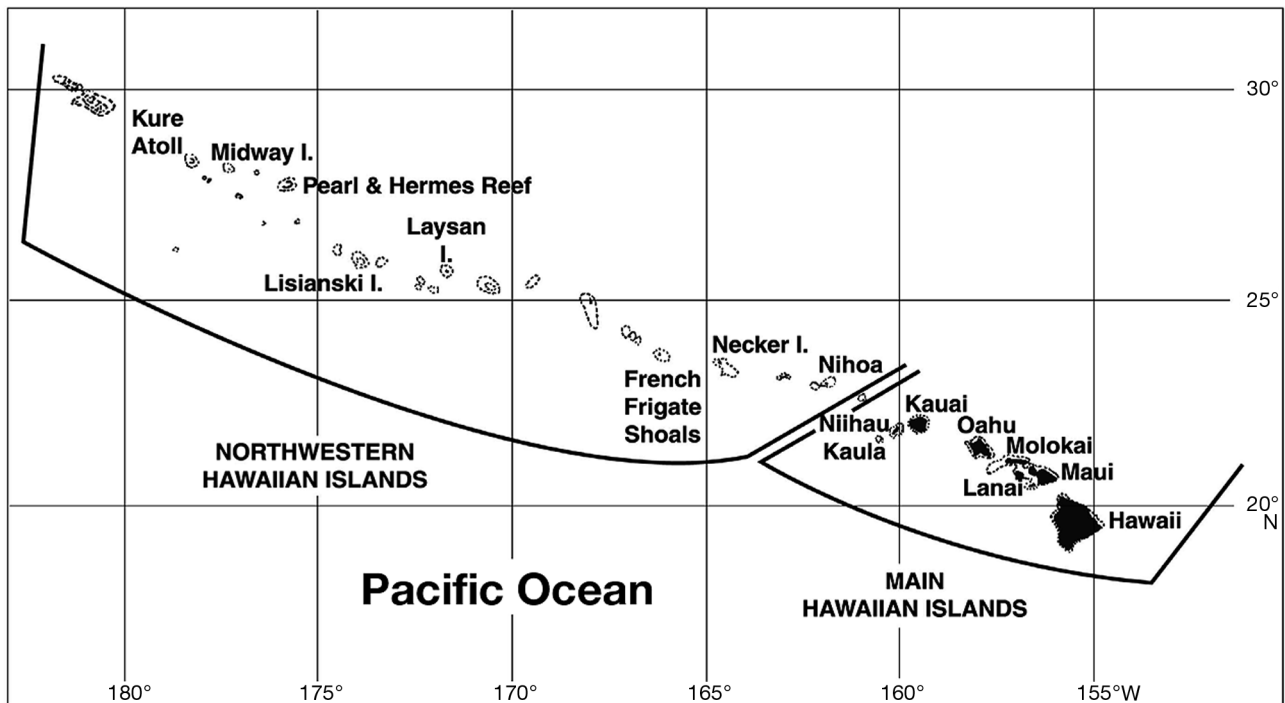 30°
Kure
Atoll
Midway I.
Pearl & Hermes Reef
Laysan
I.
Lisianski I.
25°
Necker I.
Nihoa
French
Frigate
Shoals
Kauai
Niihau
Kaula
Oahu
Molokai
Maui
Lanai
NORTHWESTERN
HAWAIIAN ISLANDS
20°
N
Hawaii
Pacific Ocean
MAIN
HAWAIIAN ISLANDS
180°
175°
170°
165°
160°
155°W